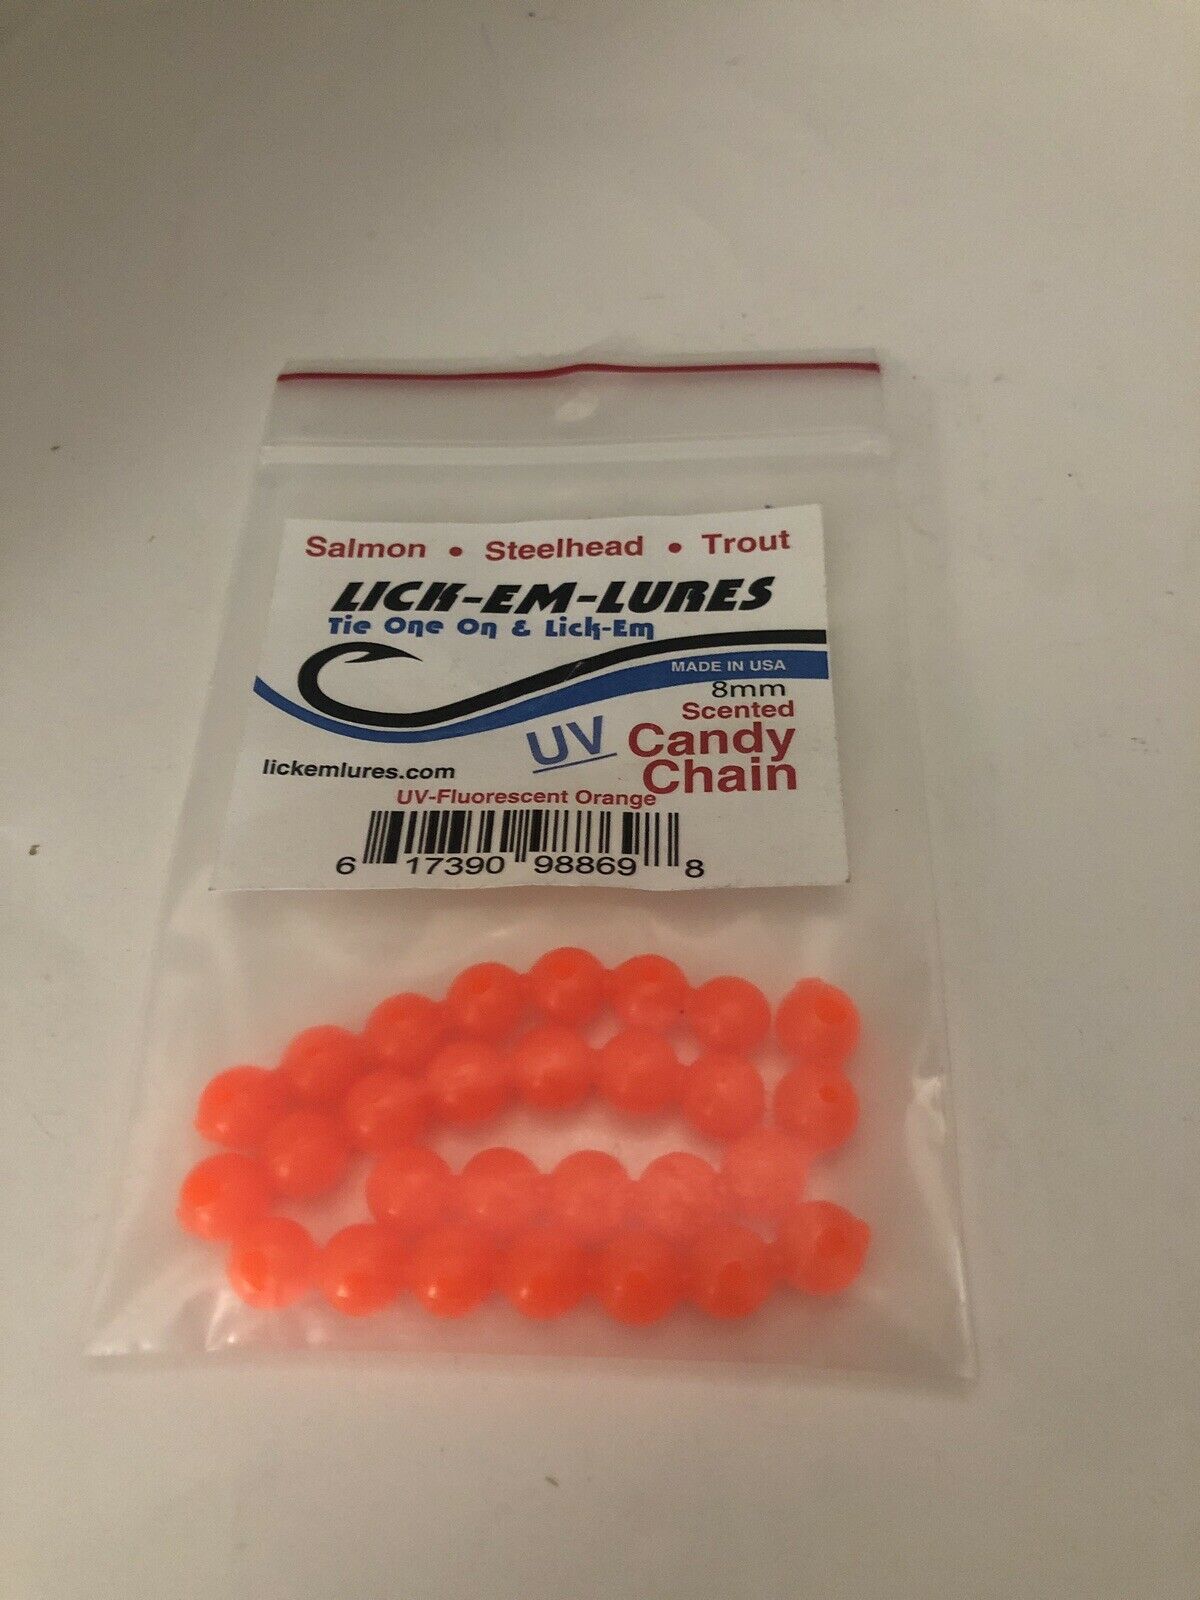 Salmon • Steelhead • Trout
LICK-EM-LURES
Tie One On & Lick-Em
MADE IN USA
8mm
Scented
UV Candy
Chain
lickemlures.com
UV-Fluorescent Orange
6 17390 98869 8